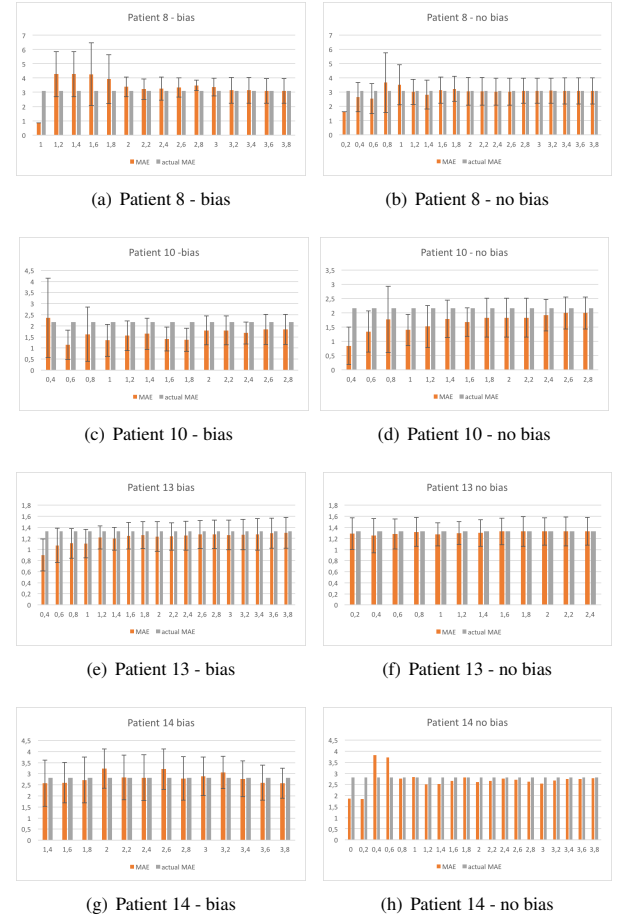 Patient 8 - bias
7
6
5
4
3
2
1
0
1 1,2 1,4 1,6 1,8 2 2,2 2,4 2,6 2,8 3 3,2 3,4 3,6 3,8
MAE actual MAE
(a) Patient 8 - bias
Patient 8 - no bias
7
6
5
4
3
2
1
0
0,2 0,4 0,6 0,8 1 1,2 1,4 1,6 1,8 2 2,2 2,4 2,6 2,8 3 3,2 3,4 3,6 3,8
MAE actual MAE
(b) Patient 8 - no bias
Patient 10 -bias
4,5
4
3,5
3
2,5
2
1,5
1
0,5
0
0,4 0,6 0,8 1 1,2 1,4 1,6 1,8 2 2,2 2,4 2,6 2,8
MAE actual MAE
(c) Patient 10 - bias
Patient 10 - no bias
3,5
3
2,5
2
1,5
1
0,5
0
0,4 0,6 0,8 1 1,2 1,4 1,6 1,8 2 2,2 2,4 2,6 2,8
MAE actual MAE
(d) Patient 10 - no bias
Patient 13 bias
1,8
1,6
1,4
1,2
1
0,8
0,6
0,4
0,2
0
0,4 0,6 0,8 1 1,2 1,4 1,6 1,8 2 2,2 2,4 2,6 2,8 3 3,2 3,4 3,6 3,8
MAE actual MAE
(e) Patient 13 - bias
Patient 13 no bias
1,8
1,6
1,4
1,2
1
0,8
0,6
0,4
0,2
0
0,2 0,4 0,6 0,8 1 1,2 1,4 1,6 1,8 2 2,2 2,4
MAE actual MAE
(f) Patient 13 - no bias
Patient 14 bias
4,5
4
3,5
3
2,5
2
1,5
1
0,5
0
1,4 1,6 1,8 2 2,2 2,4 2,6 2,8 3 3,2 3,4 3,6 3,8
MAE actual MAE
(g) Patient 14 - bias
Patient 14 no bias
4,5
4
3,5
3
2,5
2
1,5
1
0,5
0
0 0,2 0,4 0,6 0,8 1 1,2 1,4 1,6 1,8 2 2,2 2,4 2,6 2,8 3 3,2 3,4 3,6 3,8
MAE actual MAE
(h) Patient 14 - no bias